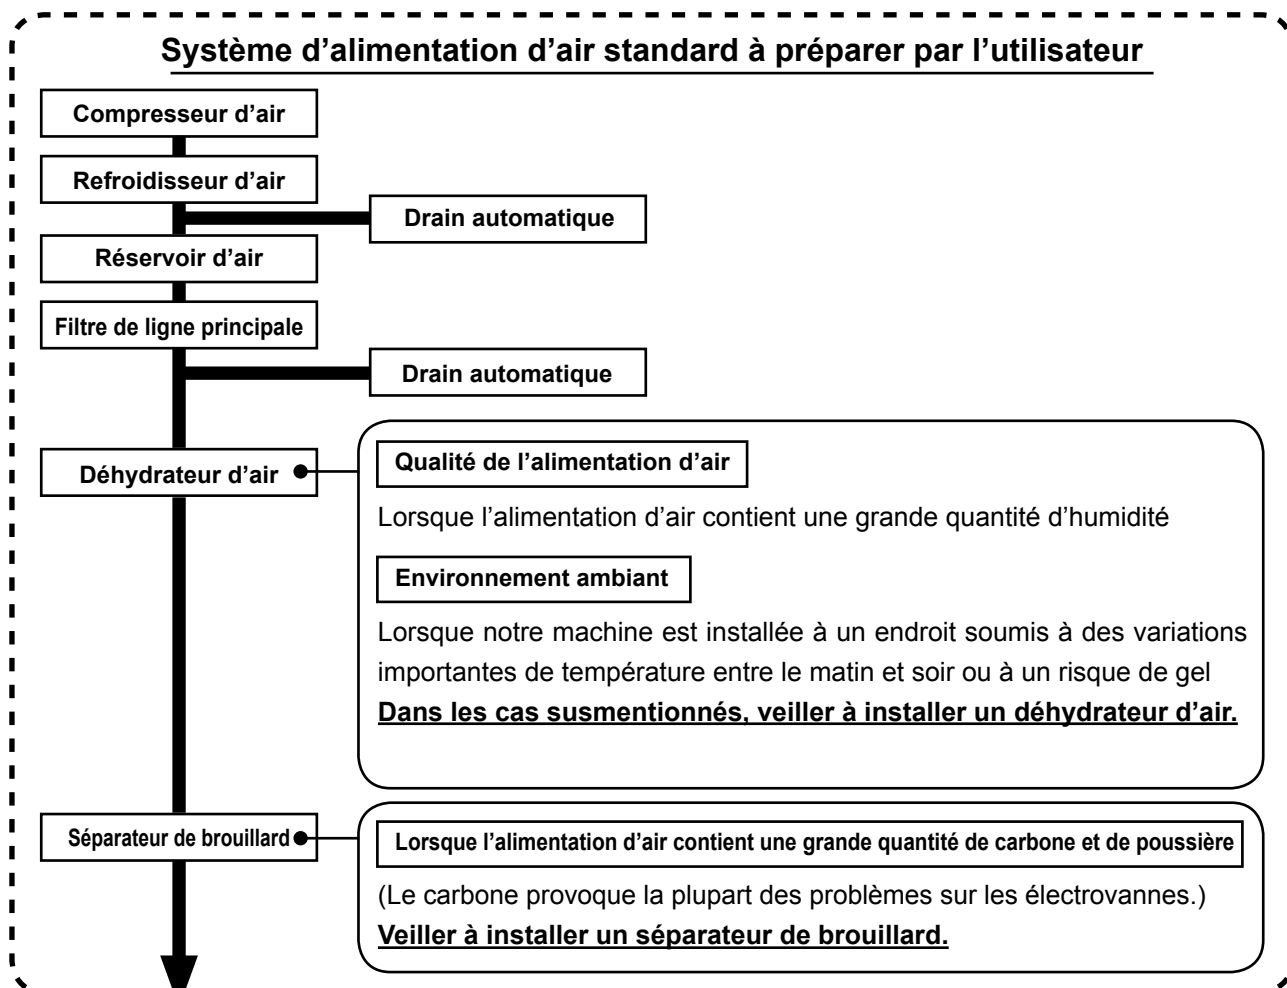 Système d’alimentation d’air standard à préparer par l’utilisateur
Compresseur d’air
Refroidisseur d’air
Drain automatique
Réservoir d’air
Filtre de ligne principale
Drain automatique
Déhydrateur d’air
Qualité de l’alimentation d’air
Lorsque l’alimentation d’air contient une grande quantité d’humidité
Environnement ambiant
Lorsque notre machine est installée à un endroit soumis à des variations
importantes de température entre le matin et soir ou à un risque de gel
Dans les cas susmentionnés, veiller à installer un déhydrateur d’air.
Séparateur de brouillard
Lorsque l’alimentation d’air contient une grande quantité de carbone et de poussière
(Le carbone provoque la plupart des problèmes sur les électrovannes.)
Veiller à installer un séparateur de brouillard.